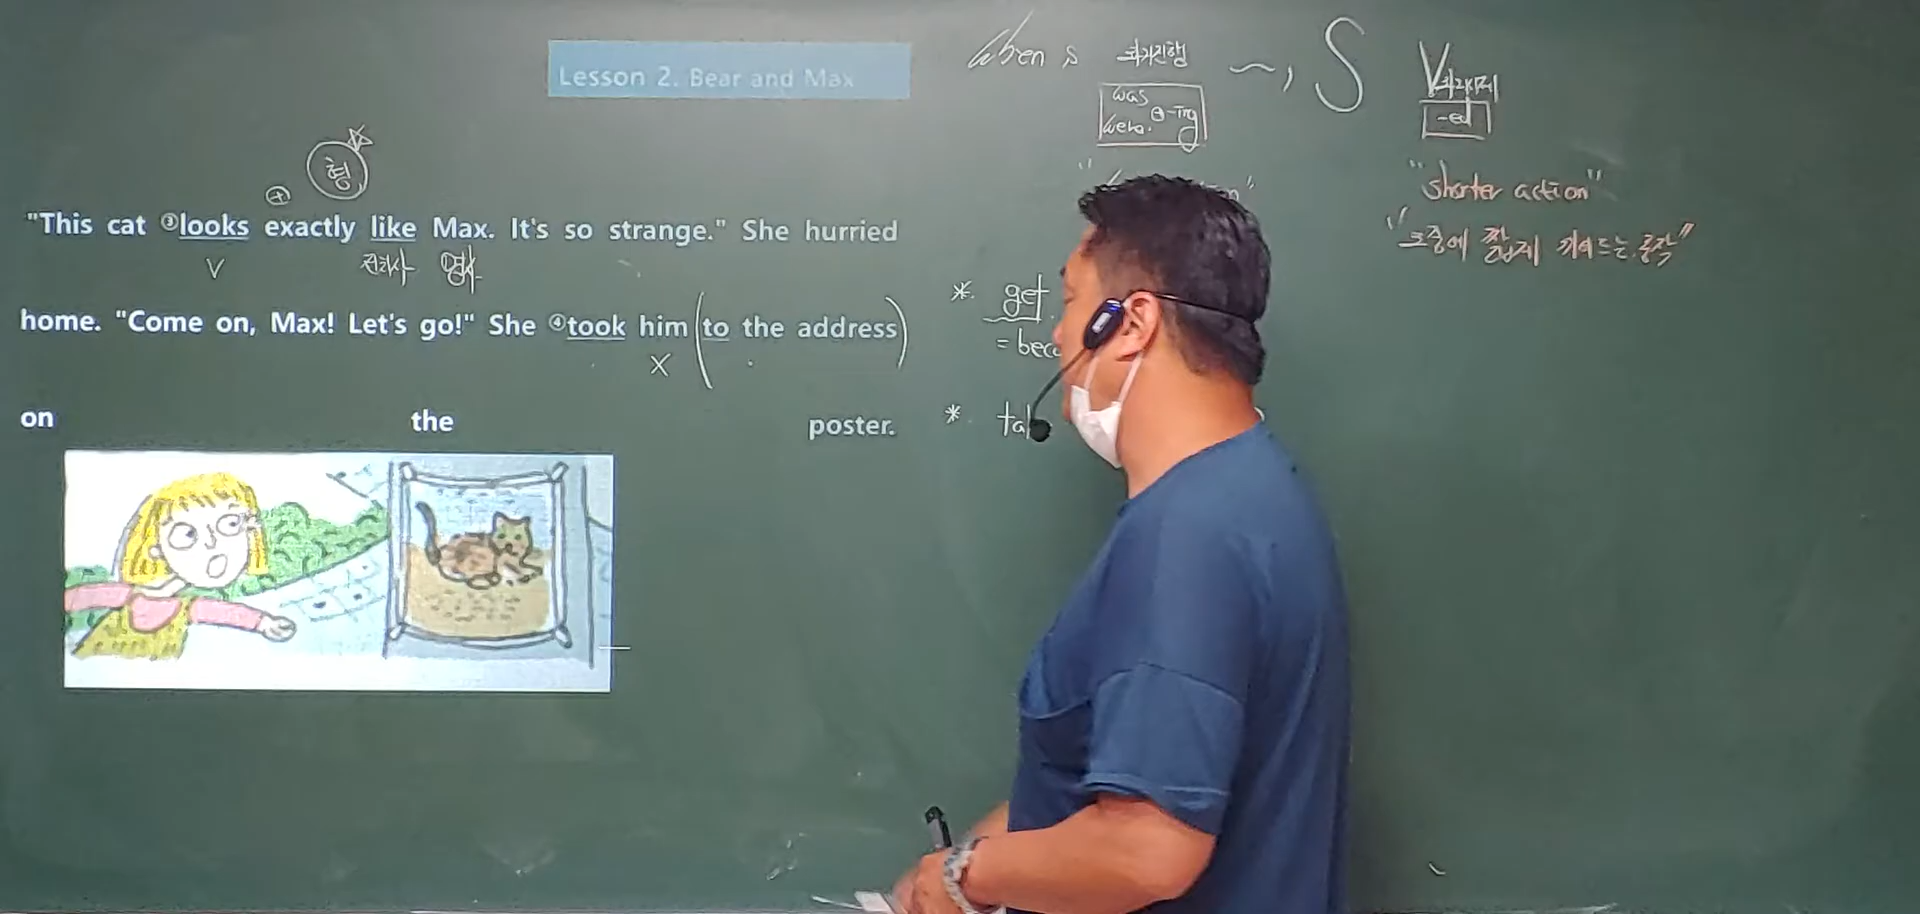 Lesson 2. Bear and Max
When S 과거진행 ~, S V과거시제
was
were. ⊕-ing
-ed
"shorter action"
"도중에 짧게 끼어드는 동작"
형
⊕
"This cat ③looks exactly like Max. It's so strange." She hurried
V 전치사 명사
home. "Come on, Max! Let's go!" She ④took him (to the address)
X
on the poster.
*. get
*. ta